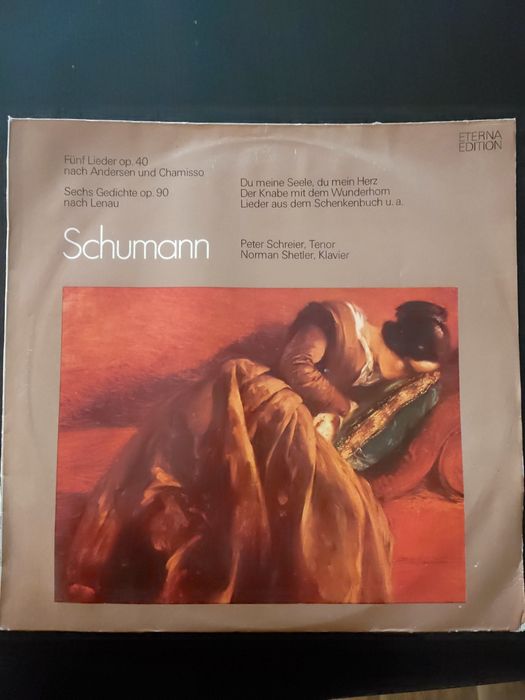 ETERNA
EDITION
Fünf Lieder op. 40
nach Andersen und Chamisso
Sechs Gedichte op. 90
nach Lenau
Du meine Seele, du mein Herz
Der Knabe mit dem Wunderhorn
Lieder aus dem Schenkenbuch u. a.
Schumann
Peter Schreier, Tenor
Norman Shetler, Klavier